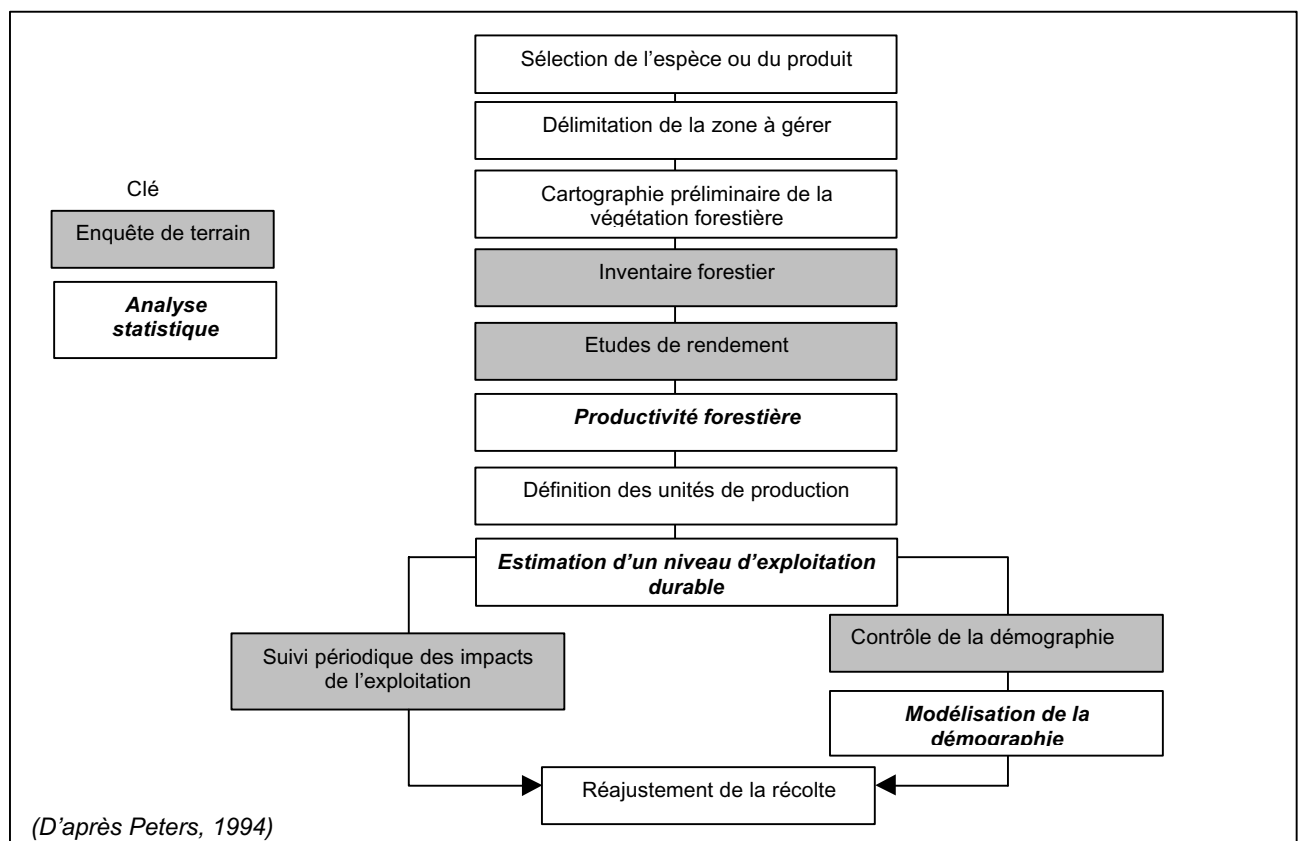 Sélection de l’espèce ou du produit
Délimitation de la zone à gérer
Cartographie préliminaire de la
végétation forestière
Clé
Enquête de terrain
Analyse
statistique
Inventaire forestier
Etudes de rendement
Productivité forestière
Définition des unités de production
Estimation d’un niveau d’exploitation
durable
Suivi périodique des impacts
de l’exploitation
Contrôle de la démographie
Modélisation de la
démographie
Réajustement de la récolte
(D'après Peters, 1994)